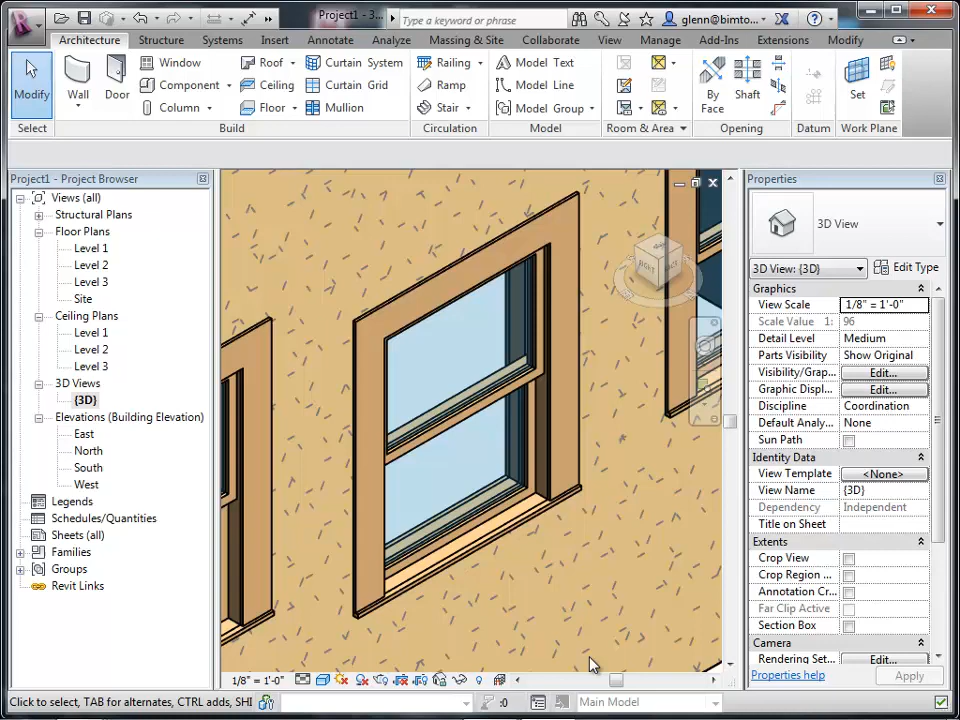 Project1 - 3...
Type a keyword or phrase
glenn@bimto...
Architecture Structure Systems Insert Annotate Analyze Massing & Site Collaborate View Manage Add-Ins Extensions Modify
Modify
Wall
Door
Window
Component
Column
Roof
Ceiling
Floor
Curtain System
Curtain Grid
Mullion
Railing
Ramp
Stair
Model Text
Model Line
Model Group
By Face
Shaft
Set
Select Build Circulation Model Room & Area Opening Datum Work Plane
Project1 - Project Browser
Views (all)
Structural Plans
Floor Plans
Level 1
Level 2
Level 3
Site
Ceiling Plans
Level 1
Level 2
Level 3
3D Views
{3D}
Elevations (Building Elevation)
East
North
South
West
Legends
Schedules/Quantities
Sheets (all)
Families
Groups
Revit Links
RIGHT
BACK
1/8" = 1'-0"
Properties
3D View
3D View: {3D} Edit Type
Graphics
View Scale 1/8" = 1'-0"
Scale Value 1: 96
Detail Level Medium
Parts Visibility Show Original
Visibility/Grap... Edit...
Graphic Displ... Edit...
Discipline Coordination
Default Analy... None
Sun Path
Identity Data
View Template <None>
View Name {3D}
Dependency Independent
Title on Sheet
Extents
Crop View
Crop Region ...
Annotation Cr...
Far Clip Active
Section Box
Camera
Rendering Set... Edit...
Properties help Apply
Click to select, TAB for alternates, CTRL adds, SHI
:0
Main Model